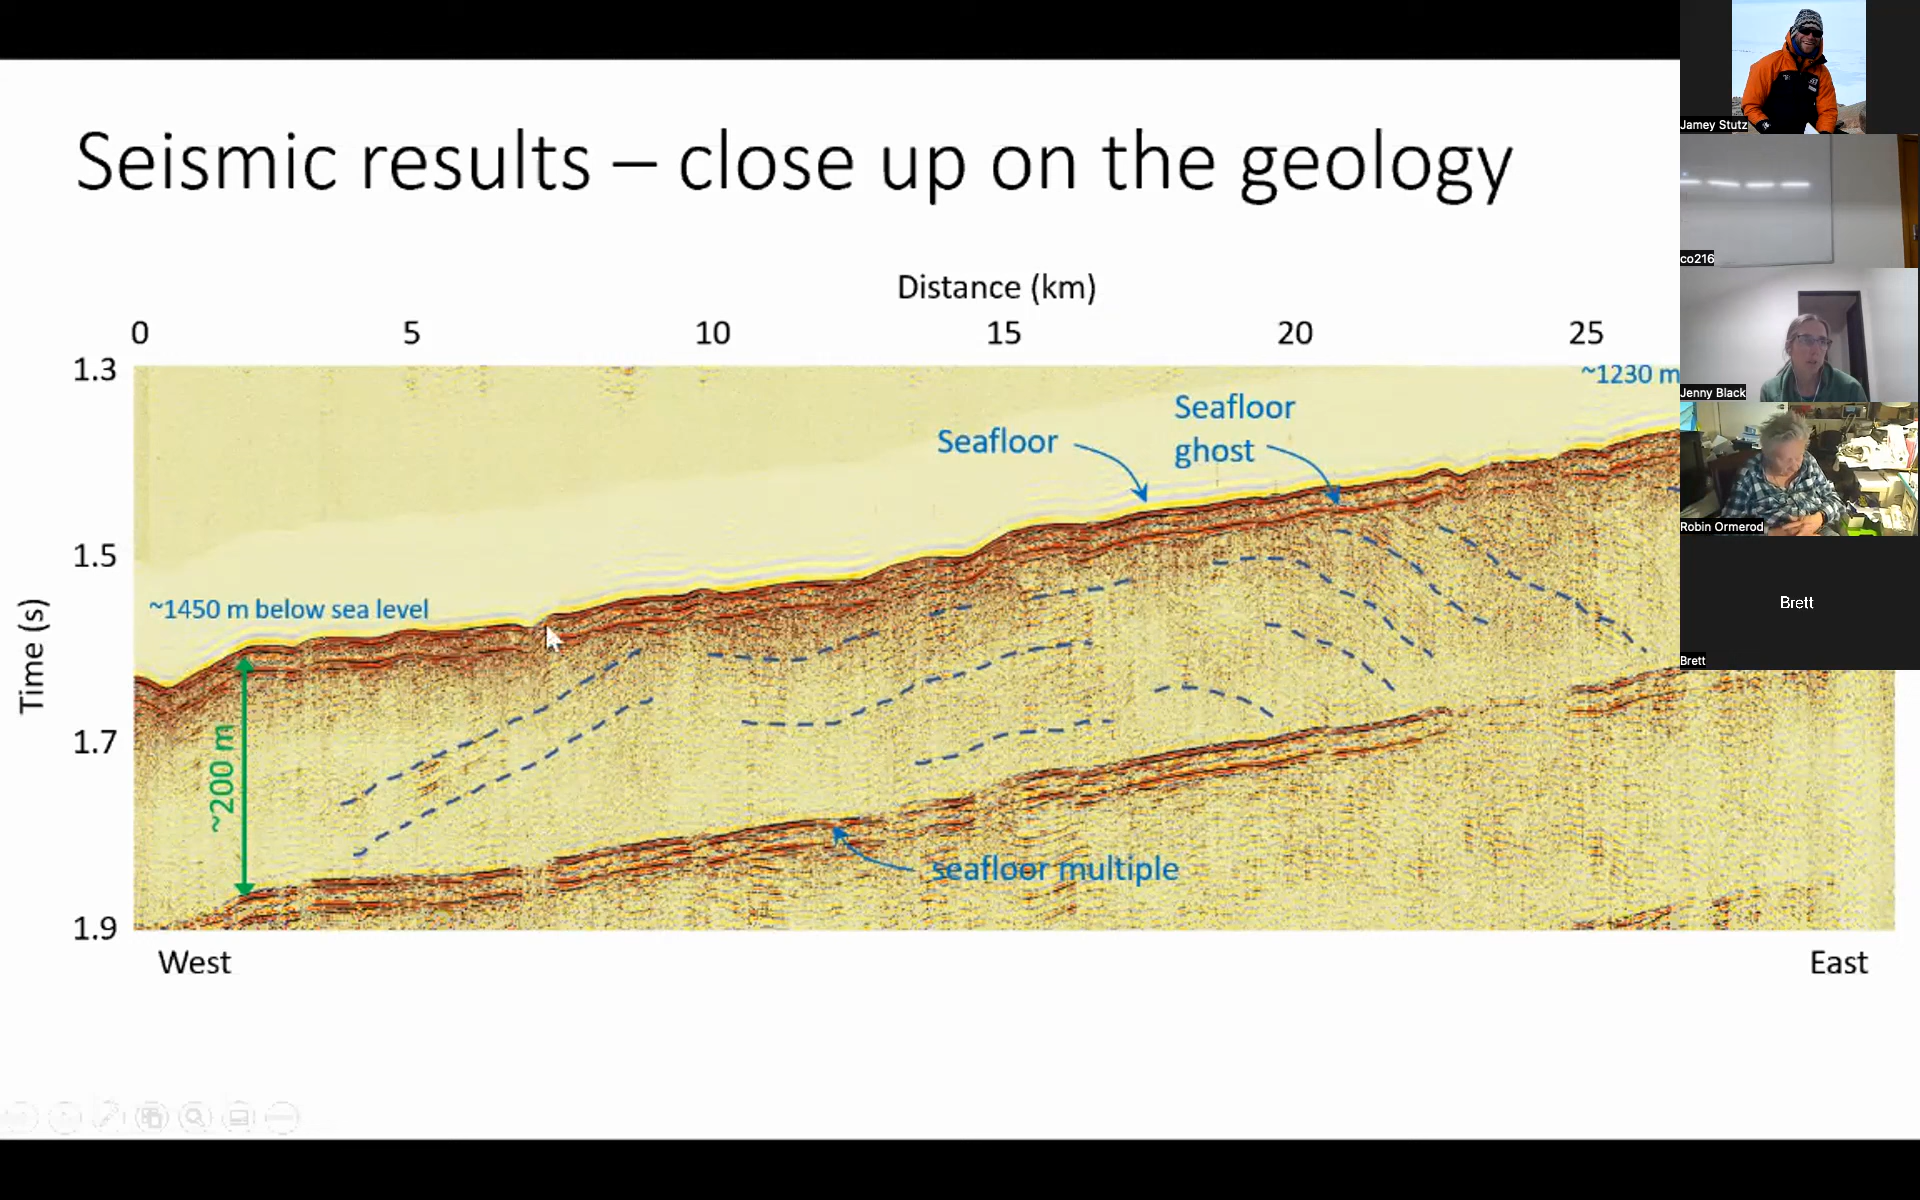 Seismic results – close up on the geology
Distance (km)
0 5 10 15 20 25
1.3
1.5
1.7
1.9
Time (s)
~1230 m
Seafloor
Seafloor
ghost
~1450 m below sea level
~200 m
seafloor multiple
West
East
Jamey Stutz
co216
Jenny Black
Robin Ormerod
Brett
Brett